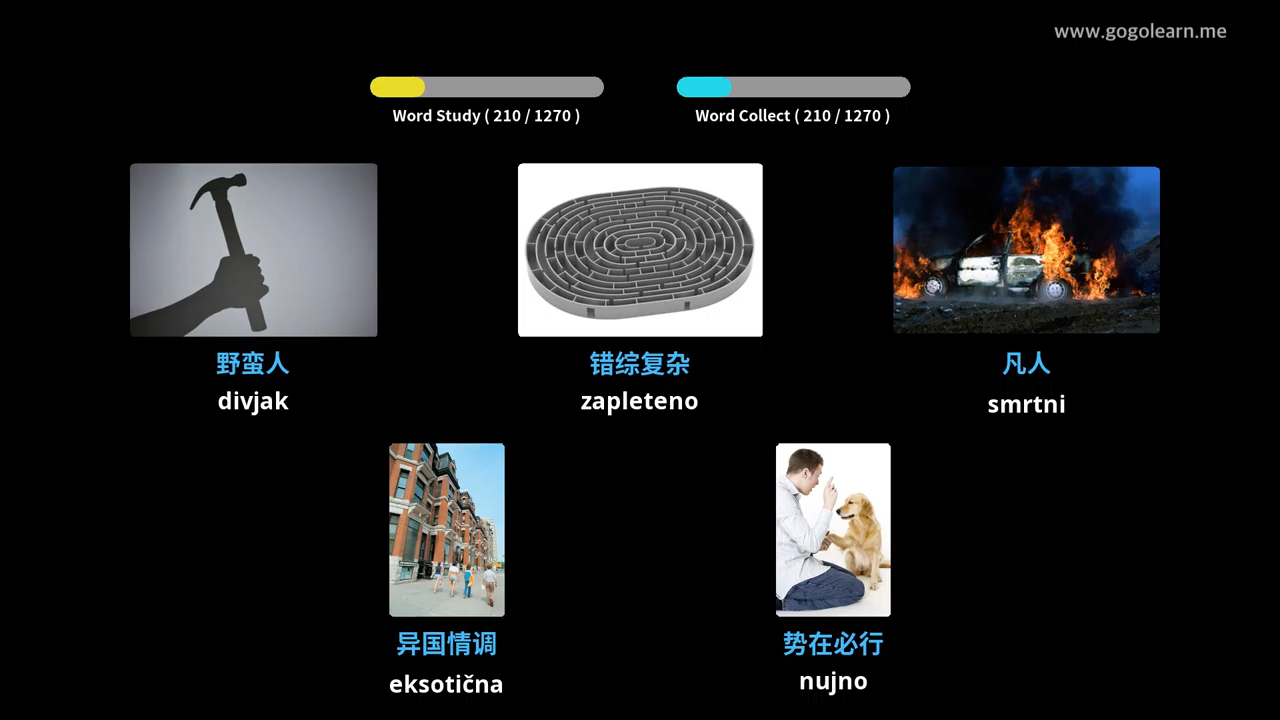 www.gogolearn.me
Word Study ( 210 / 1270 )
Word Collect ( 210 / 1270 )
野蛮人
divjak
错综复杂
zapleteno
凡人
smrtni
异国情调
eksotična
势在必行
nujno